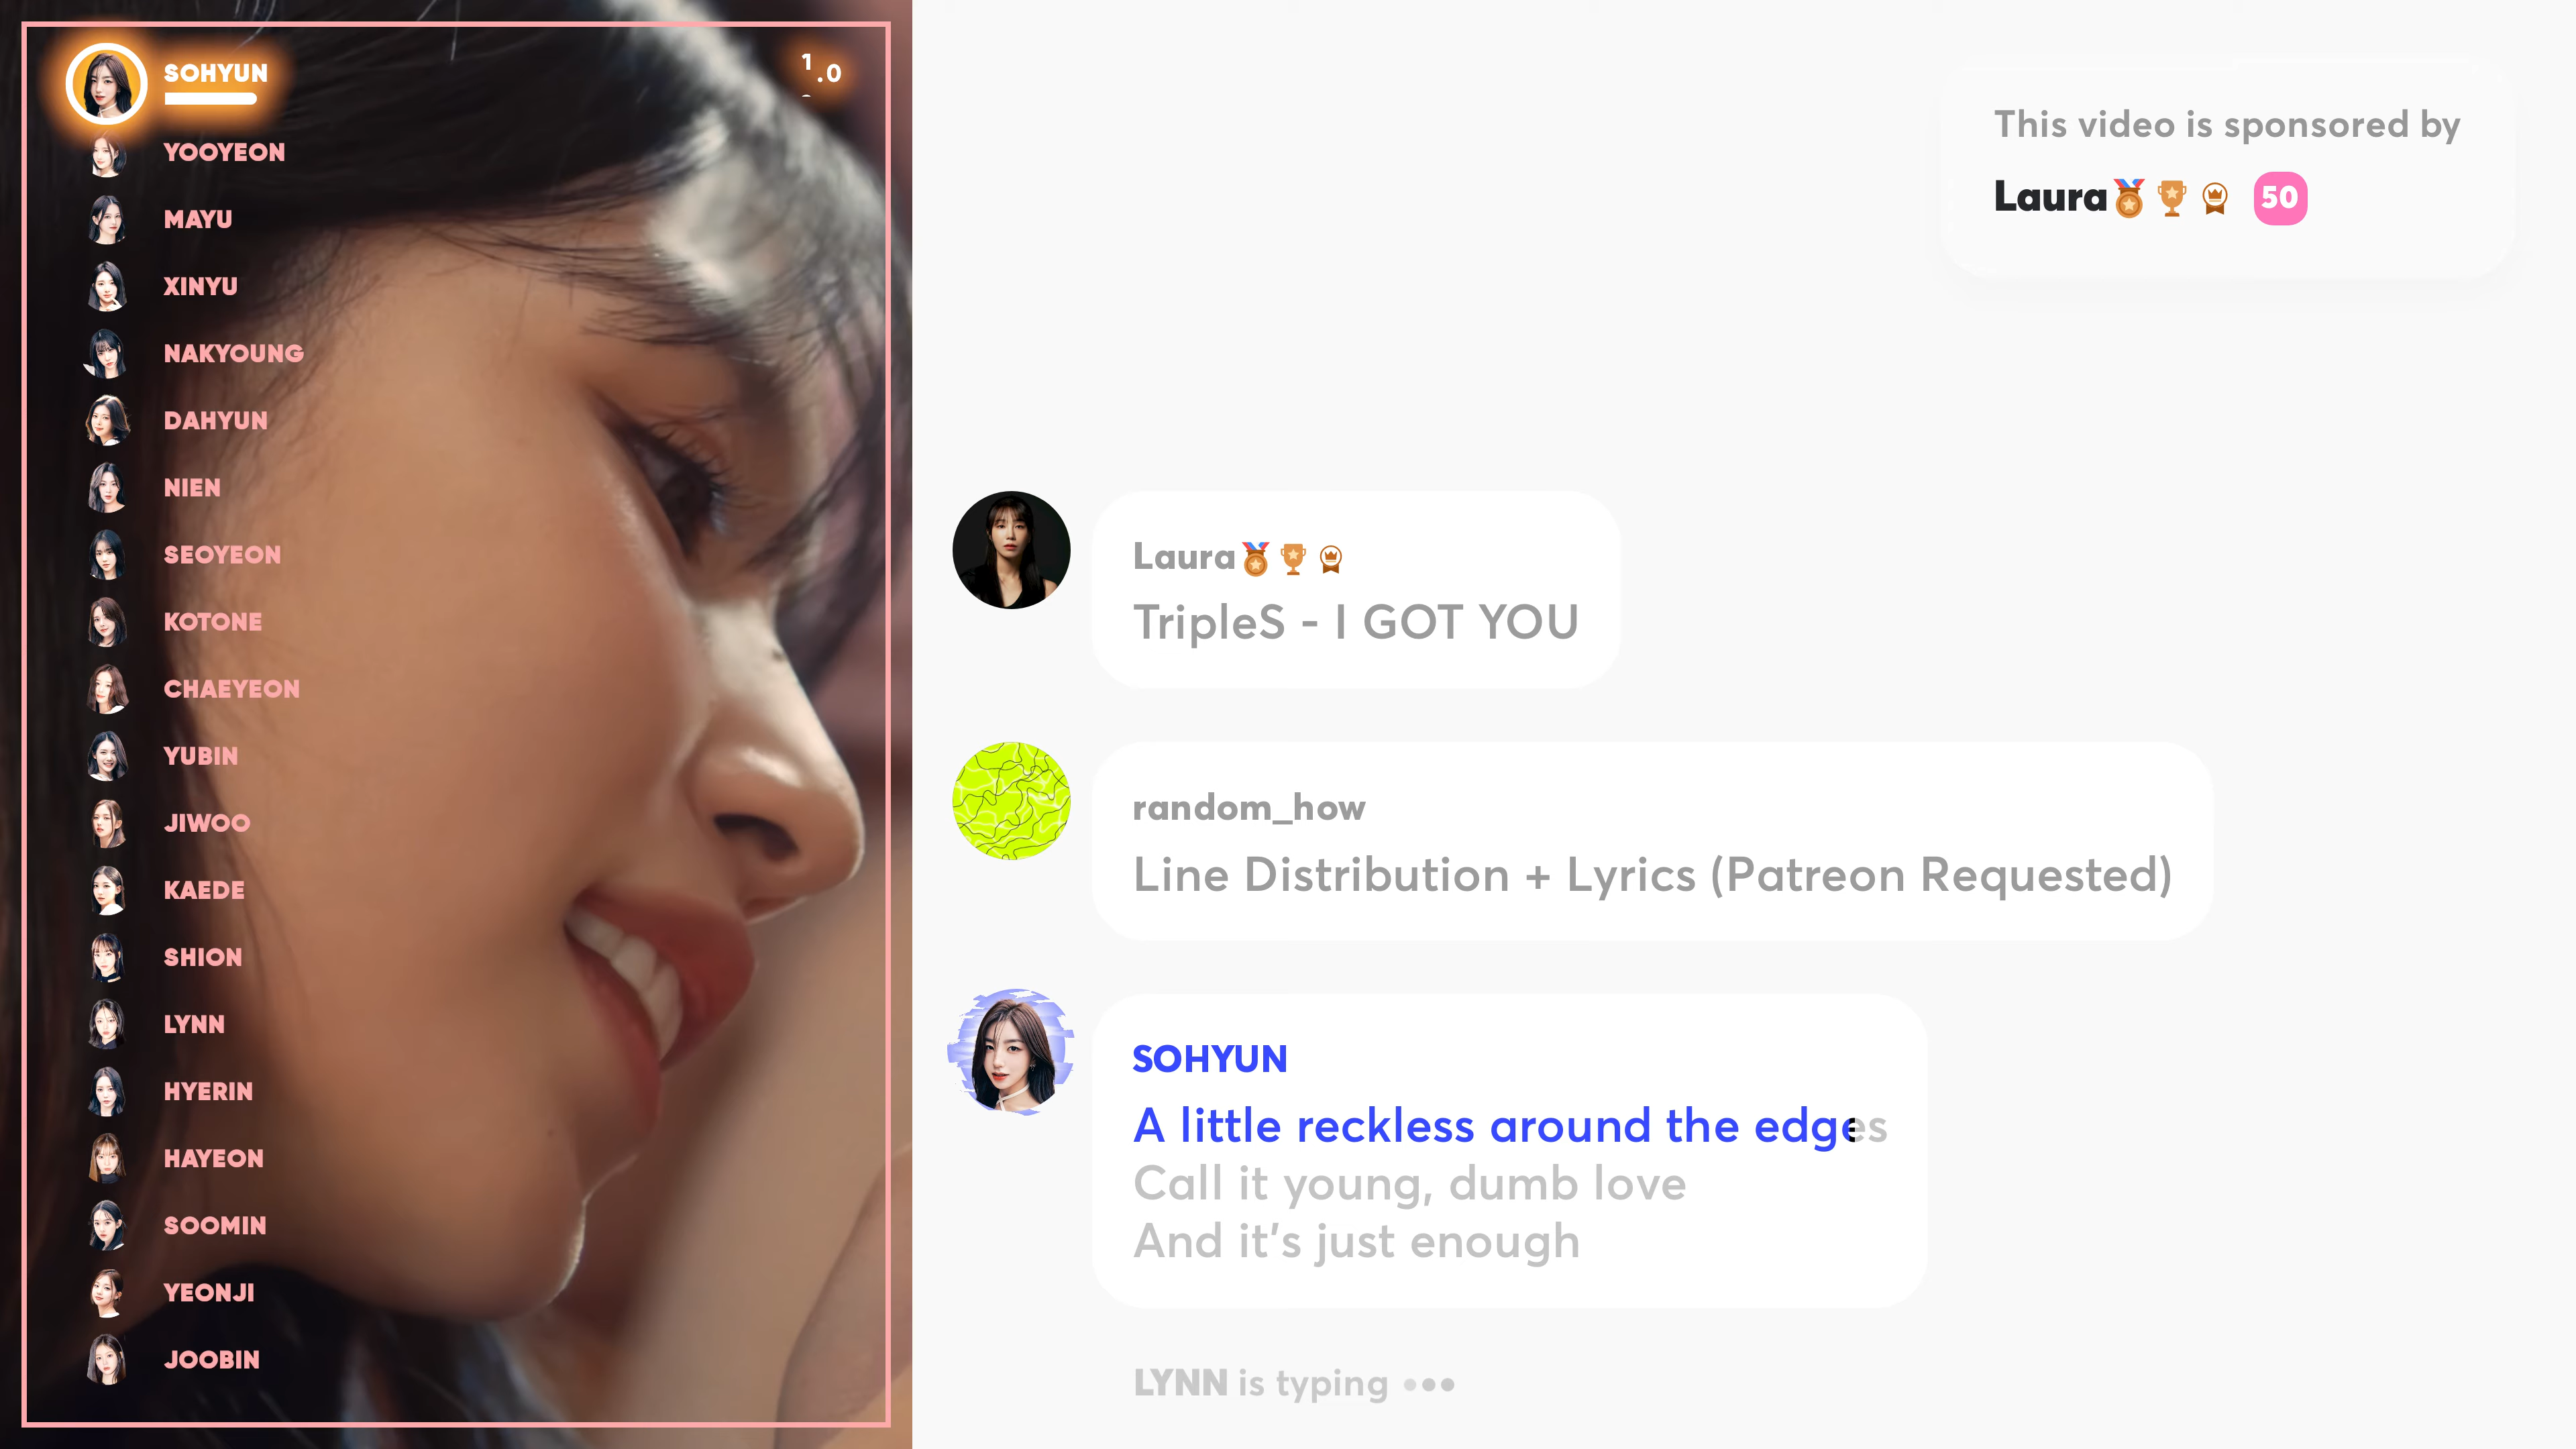 SOHYUN
1.0
YOOYEON
MAYU
XINYU
NAKYOUNG
DAHYUN
NIEN
SEOYEON
KOTONE
CHAEYEON
YUBIN
JIWOO
KAEDE
SHION
LYNN
HYERIN
HAYEON
SOOMIN
YEONJI
JOOBIN
This video is sponsored by
Laura🏅🏆 50
Laura🏅🏆
TripleS - I GOT YOU
random_how
Line Distribution + Lyrics (Patreon Requested)
SOHYUN
A little reckless around the edges
Call it young, dumb love
And it's just enough
LYNN is typing •••